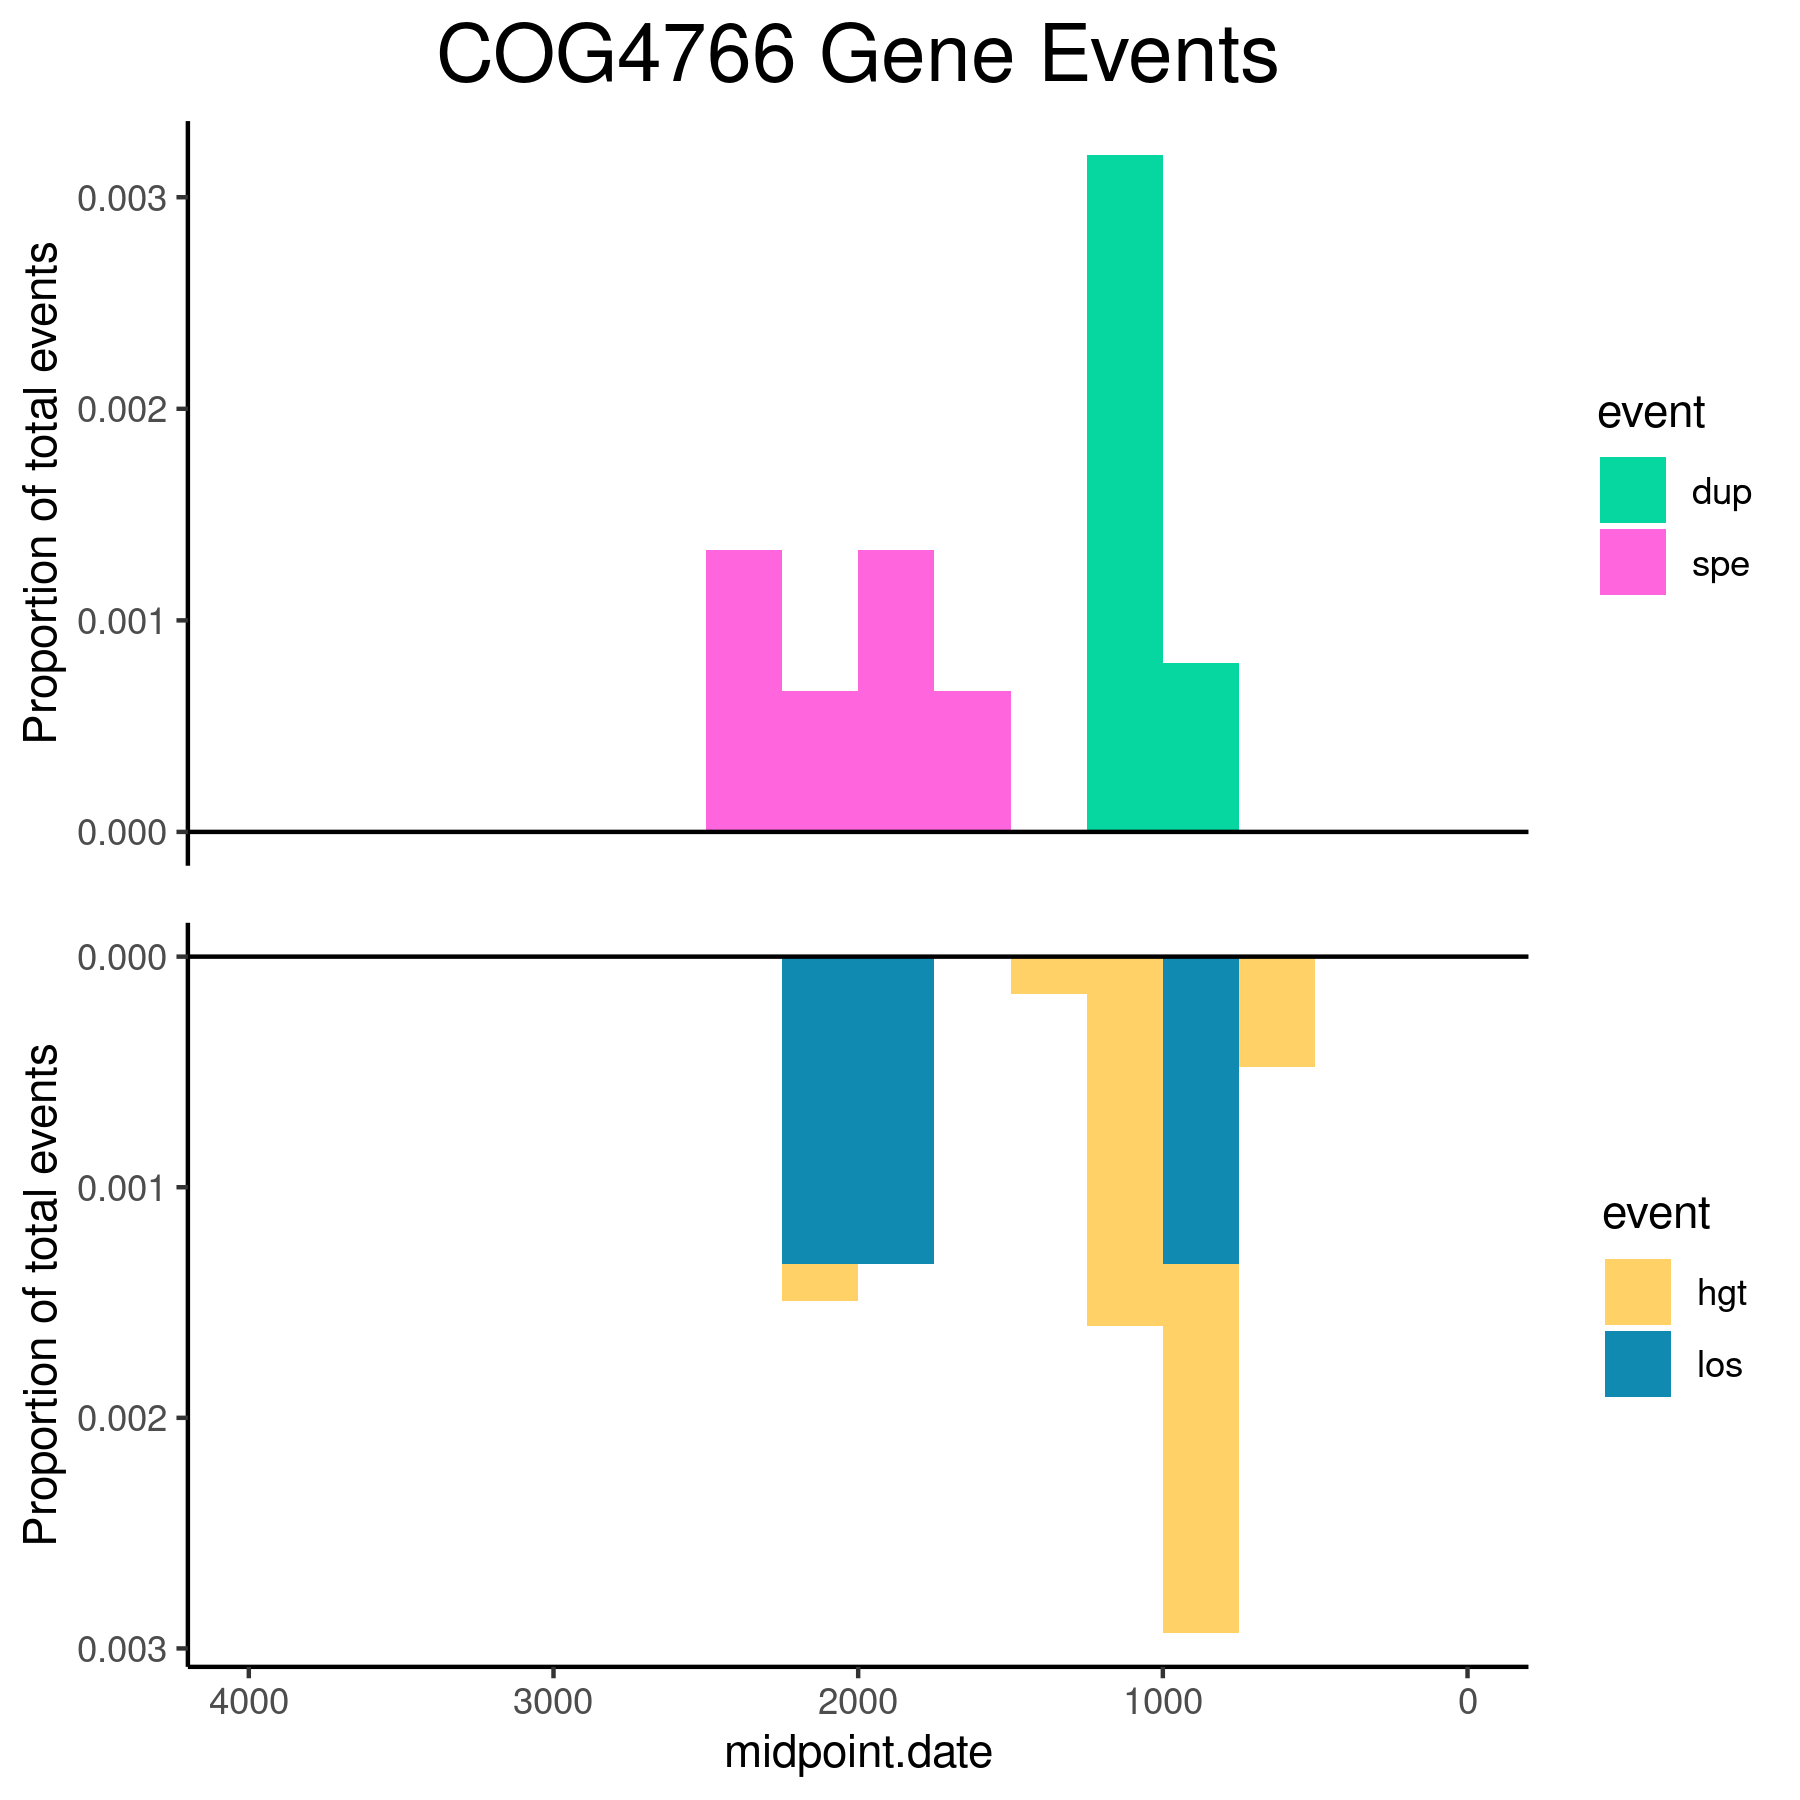 COG4766 Gene Events
Proportion of total events
0.003
0.002
0.001
0.000
event
dup
spe
Proportion of total events
0.000
0.001
0.002
0.003
event
hgt
los
4000 3000 2000 1000 0
midpoint.date